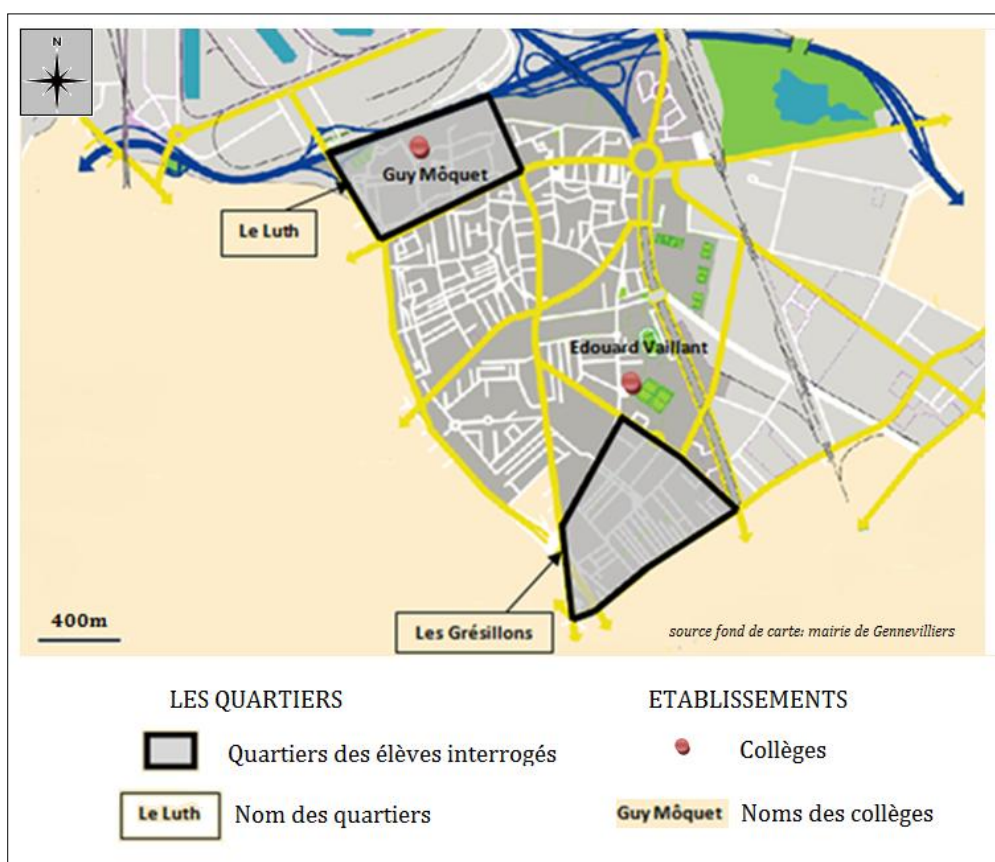 N
Guy Môquet
Le Luth
Edouard Vaillant
Les Grésillons
400m
source fond de carte: mairie de Gennevilliers
LES QUARTIERS
ETABLISSEMENTS
Quartiers des élèves interrogés
Collèges
Le Luth
Nom des quartiers
Guy Môquet
Noms des collèges